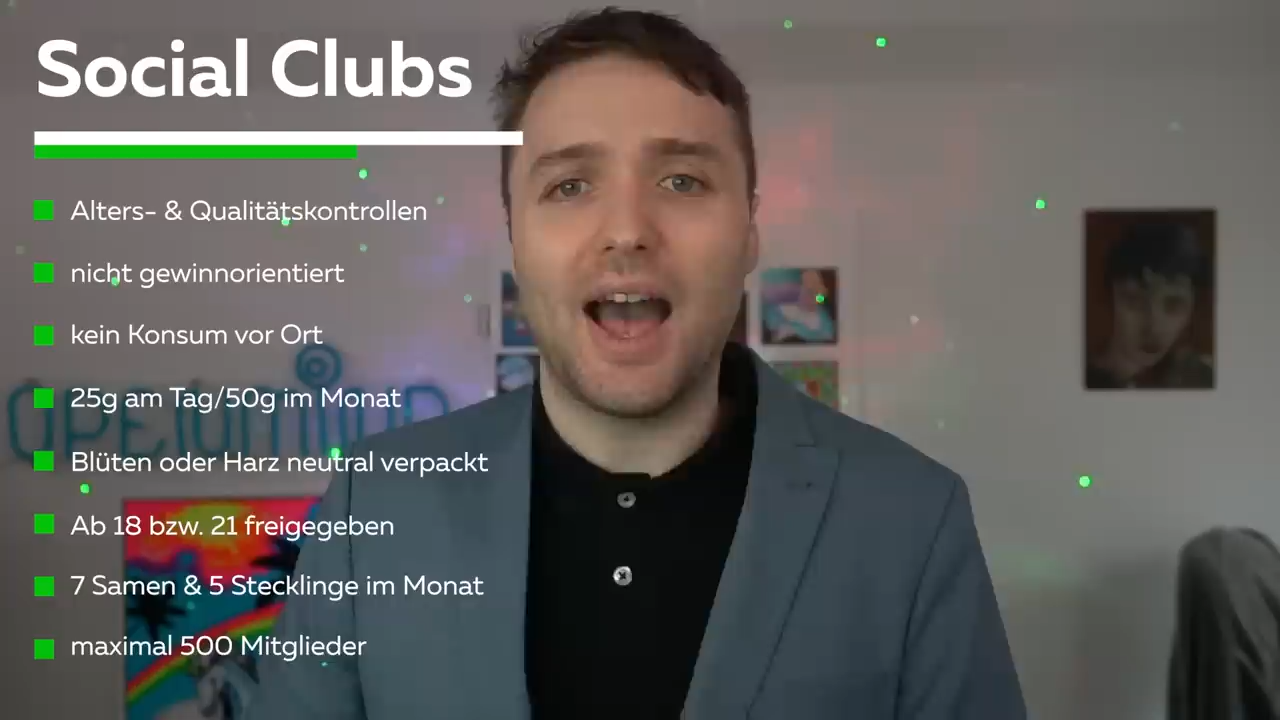 Social Clubs
Alters- & Qualitätskontrollen
nicht gewinnorientiert
kein Konsum vor Ort
25g am Tag/50g im Monat
Blüten oder Harz neutral verpackt
Ab 18 bzw. 21 freigegeben
7 Samen & 5 Stecklinge im Monat
maximal 500 Mitglieder